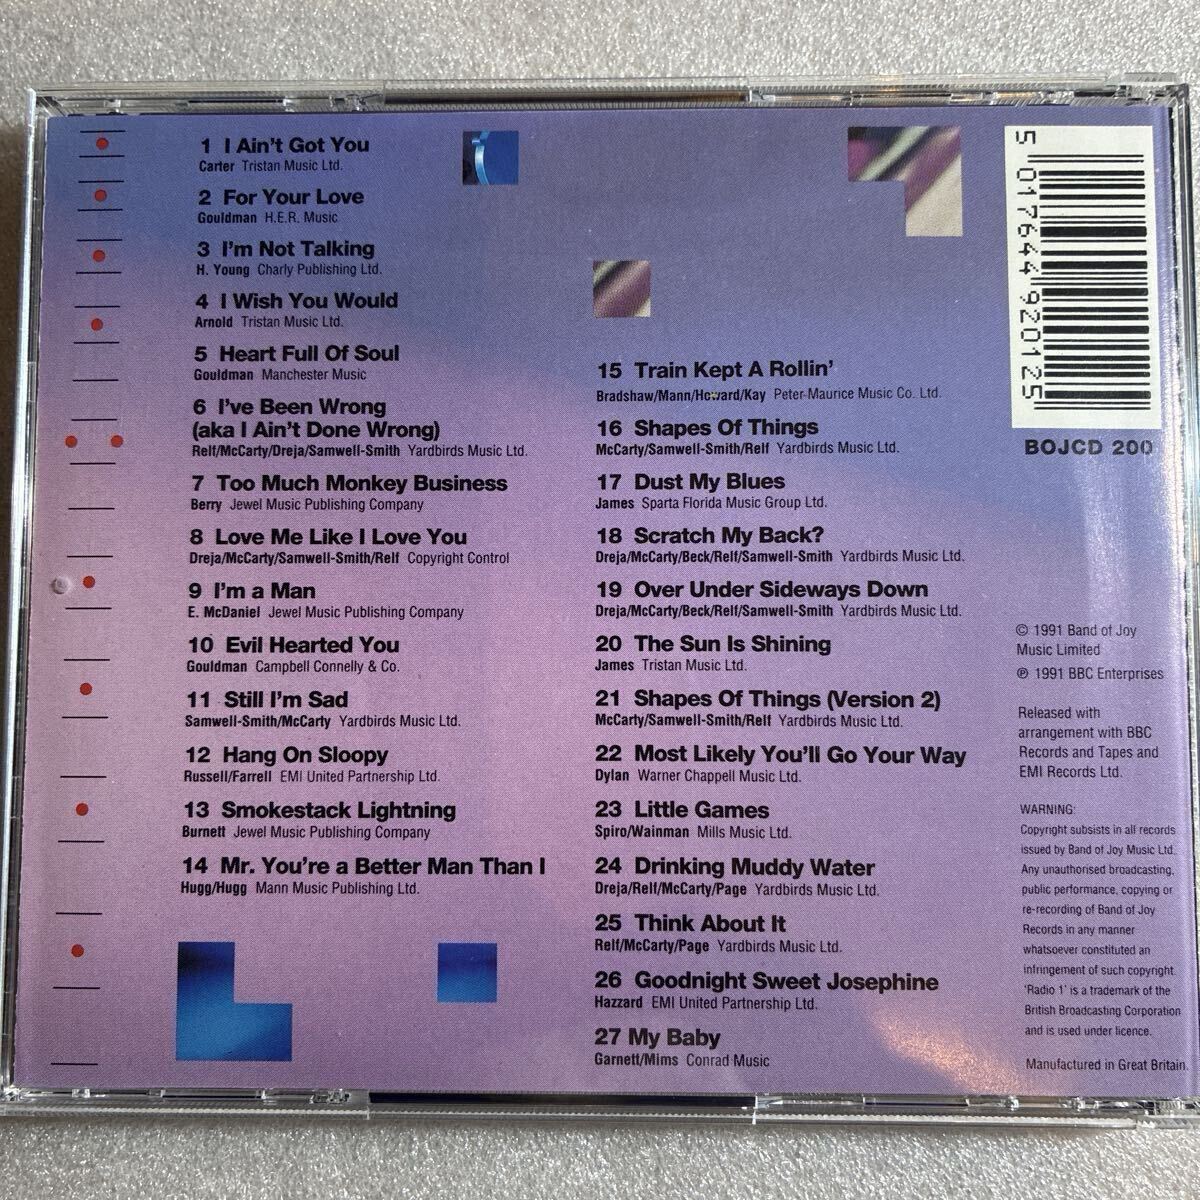 1 I Ain't Got You
Carter Tristan Music Ltd.
2 For Your Love
Gouldman H.E.R. Music
3 I'm Not Talking
H. Young Charly Publishing Ltd.
4 I Wish You Would
Arnold Tristan Music Ltd.
5 Heart Full Of Soul
Gouldman Manchester Music
6 I've Been Wrong
(aka I Ain't Done Wrong)
Relf/McCarty/Dreja/Samwell-Smith Yardbirds Music Ltd.
7 Too Much Monkey Business
Berry Jewel Music Publishing Company
8 Love Me Like I Love You
Dreja/McCarty/Samwell-Smith/Relf Copyright Control
9 I'm a Man
E. McDaniel Jewel Music Publishing Company
10 Evil Hearted You
Gouldman Campbell Connelly & Co.
11 Still I'm Sad
Samwell-Smith/McCarty Yardbirds Music Ltd.
12 Hang On Sloopy
Russell/Farrell EMI United Partnership Ltd.
13 Smokestack Lightning
Burnett Jewel Music Publishing Company
14 Mr. You're a Better Man Than I
Hugg/Hugg Mann Music Publishing Ltd.
15 Train Kept A Rollin'
Bradshaw/Mann/Howard/Kay Peter-Maurice Music Co. Ltd.
16 Shapes Of Things
McCarty/Samwell-Smith/Relf Yardbirds Music Ltd.
17 Dust My Blues
James Sparta Florida Music Group Ltd.
18 Scratch My Back?
Dreja/McCarty/Beck/Relf/Samwell-Smith Yardbirds Music Ltd.
19 Over Under Sideways Down
Dreja/McCarty/Beck/Relf/Samwell-Smith Yardbirds Music Ltd.
20 The Sun Is Shining
James Tristan Music Ltd.
21 Shapes Of Things (Version 2)
McCarty/Samwell-Smith/Relf Yardbirds Music Ltd.
22 Most Likely You'll Go Your Way
Dylan Warner Chappell Music Ltd.
23 Little Games
Spiro/Wainman Mills Music Ltd.
24 Drinking Muddy Water
Dreja/Relf/McCarty/Page Yardbirds Music Ltd.
25 Think About It
Relf/McCarty/Page Yardbirds Music Ltd.
26 Goodnight Sweet Josephine
Hazzard EMI United Partnership Ltd.
27 My Baby
Garnett/Mims Conrad Music
5 017644 920125
BOJCD 200
© 1991 Band of Joy
Music Limited
℗ 1991 BBC Enterprises
Released with
arrangement with BBC
Records and Tapes and
EMI Records Ltd.
WARNING:
Copyright subsists in all records
issued by Band of Joy Music Ltd.
Any unauthorised broadcasting,
public performance, copying or
re-recording of Band of Joy
Records in any manner
whatsoever constituted an
infringement of such copyright.
'Radio 1' is a trademark of the
British Broadcasting Corporation
and is used under licence.
Manufactured in Great Britain.